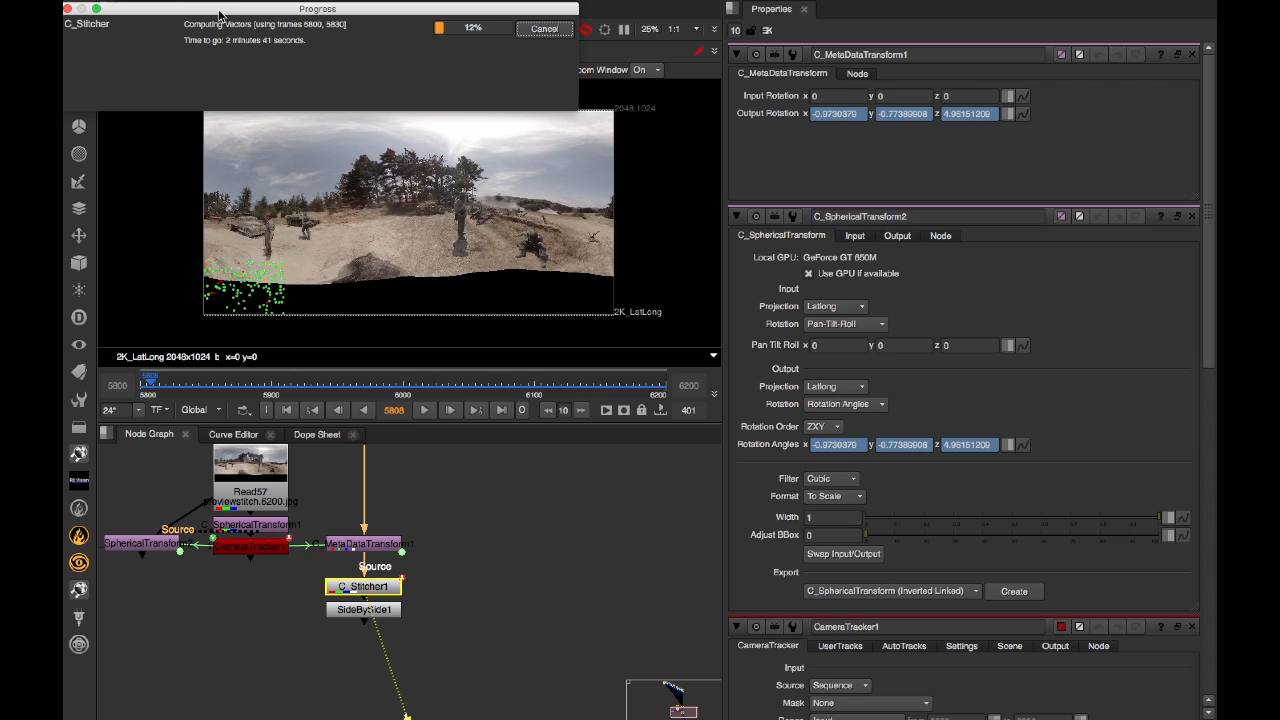 Progress
C_Stitcher
Computing Vectors [using frames 5800, 5830]
12%
Cancel
Time to go: 2 minutes 41 seconds.
25%
1:1
Window
On
2048,1024
2K_LatLong
2K_LatLong 2048x1024 b x=0 y=0
5800
5808
5800
5900
6000
6100
6200
6200
24*
TF
Global
5808
O
10
401
Node Graph
Curve Editor
Dope Sheet
Read57
previewstitch.6200.jpg
C_SphericalTransform1
Source
CameraTracker1
C_MetaDataTransform1
Source
C_Stitcher1
SideBySide1
Properties
10
C_MetaDataTransform1
C_MetaDataTransform
Node
Input Rotation x 0 y 0 z 0
Output Rotation x -0.9730379 y -0.77389908 z 4.96151209
C_SphericalTransform2
C_SphericalTransform
Input
Output
Node
Local GPU: GeForce GT 650M
Use GPU if available
Input
Projection Latlong
Rotation Pan-Tilt-Roll
Pan Tilt Roll x 0 y 0 z 0
Output
Projection Latlong
Rotation Rotation Angles
Rotation Order ZXY
Rotation Angles x -0.9730379 y -0.77389908 z 4.96151209
Filter Cubic
Format To Scale
Width 1
Adjust BBox 0
Swap Input/Output
Export
C_SphericalTransform (Inverted Linked)
Create
CameraTracker1
CameraTracker
UserTracks
AutoTracks
Settings
Scene
Output
Node
Input
Source Sequence
Mask None